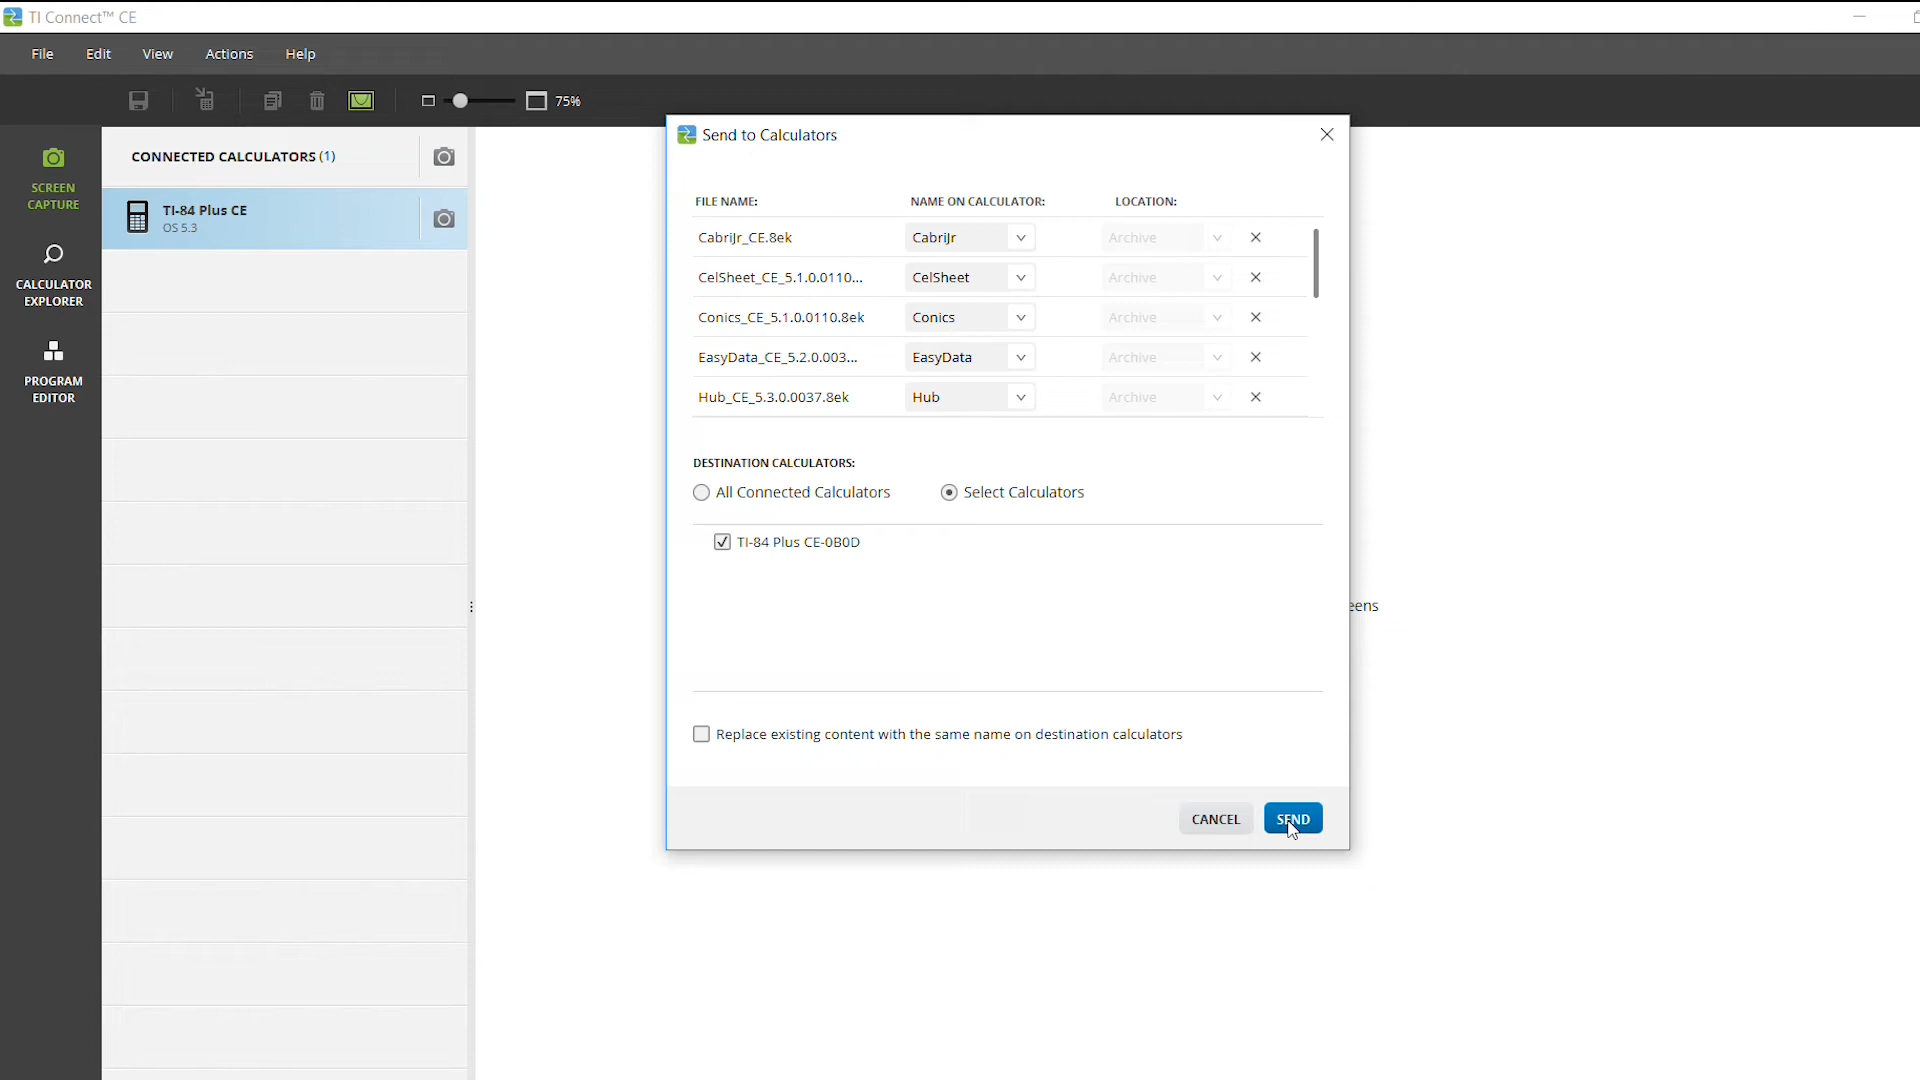 TI Connect™ CE
File Edit View Actions Help
75%
SCREEN
CAPTURE
CALCULATOR
EXPLORER
PROGRAM
EDITOR
CONNECTED CALCULATORS (1)
TI-84 Plus CE
OS 5.3
Send to Calculators
FILE NAME: NAME ON CALCULATOR: LOCATION:
CabriJr_CE.8ek CabriJr Archive
CelSheet_CE_5.1.0.0110... CelSheet Archive
Conics_CE_5.1.0.0110.8ek Conics Archive
EasyData_CE_5.2.0.003... EasyData Archive
Hub_CE_5.3.0.0037.8ek Hub Archive
DESTINATION CALCULATORS:
All Connected Calculators Select Calculators
TI-84 Plus CE-0B0D
eens
Replace existing content with the same name on destination calculators
CANCEL SEND